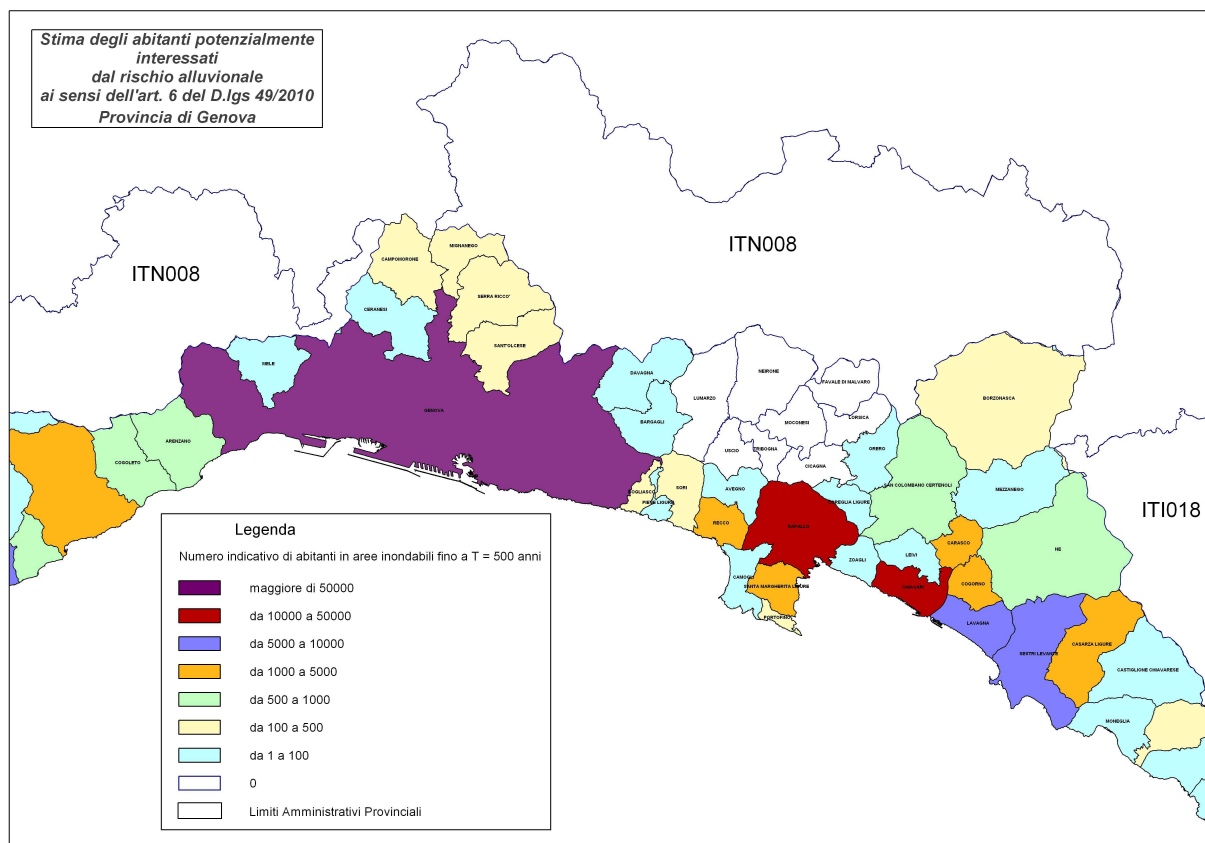 Stima degli abitanti potenzialmente
interessati
dal rischio alluvionale
ai sensi dell'art. 6 del D.lgs 49/2010
Provincia di Genova
ITN008
ITN008
ITI018
MIGNANEGO
CAMPOMORONE
SERRA RICCO'
CERANESI
SANT'OLCESE
MELE
DAVAGNA
NEIRONE
FAVALE DI MALVARO
LUMARZO
BORZONASCA
GENOVA
BARGAGLI
MOCONESI
LORSICA
ARENZANO
COGOLETO
USCIO
TRIBOGNA
ORERO
CICAGNA
SORI
AVEGNO
SAN COLOMBANO CERTENOLI
MEZZANEGO
PIEVE LIGURE
RECCO
RAPALLO
CARASCO
NE
LEIVI
ZOAGLI
CAMOGLI
SANTA MARGHERITA LIGURE
COGORNO
CHIAVARI
PORTOFINO
LAVAGNA
SESTRI LEVANTE
CASARZA LIGURE
CASTIGLIONE CHIAVARESE
MONEGLIA
Legenda
Numero indicativo di abitanti in aree inondabili fino a T = 500 anni
maggiore di 50000
da 10000 a 50000
da 5000 a 10000
da 1000 a 5000
da 500 a 1000
da 100 a 500
da 1 a 100
0
Limiti Amministrativi Provinciali